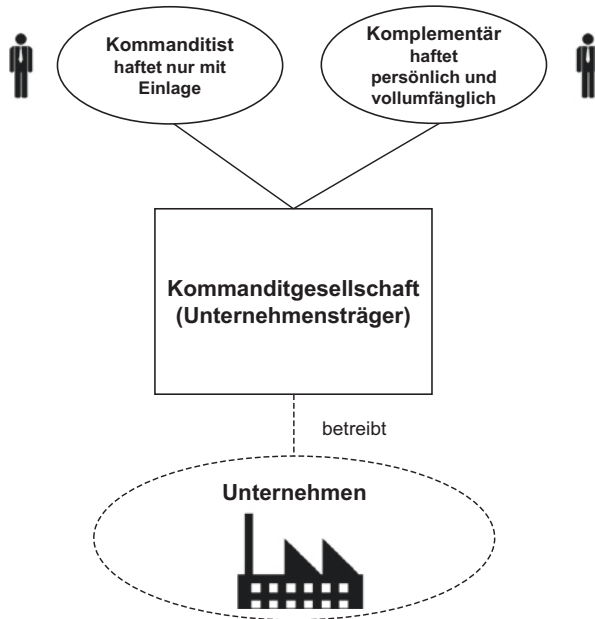 Kommanditist
haftet nur mit
Einlage
Komplementär
haftet
persönlich und
vollumfänglich
Kommanditgesellschaft
(Unternehmensträger)
betreibt
Unternehmen